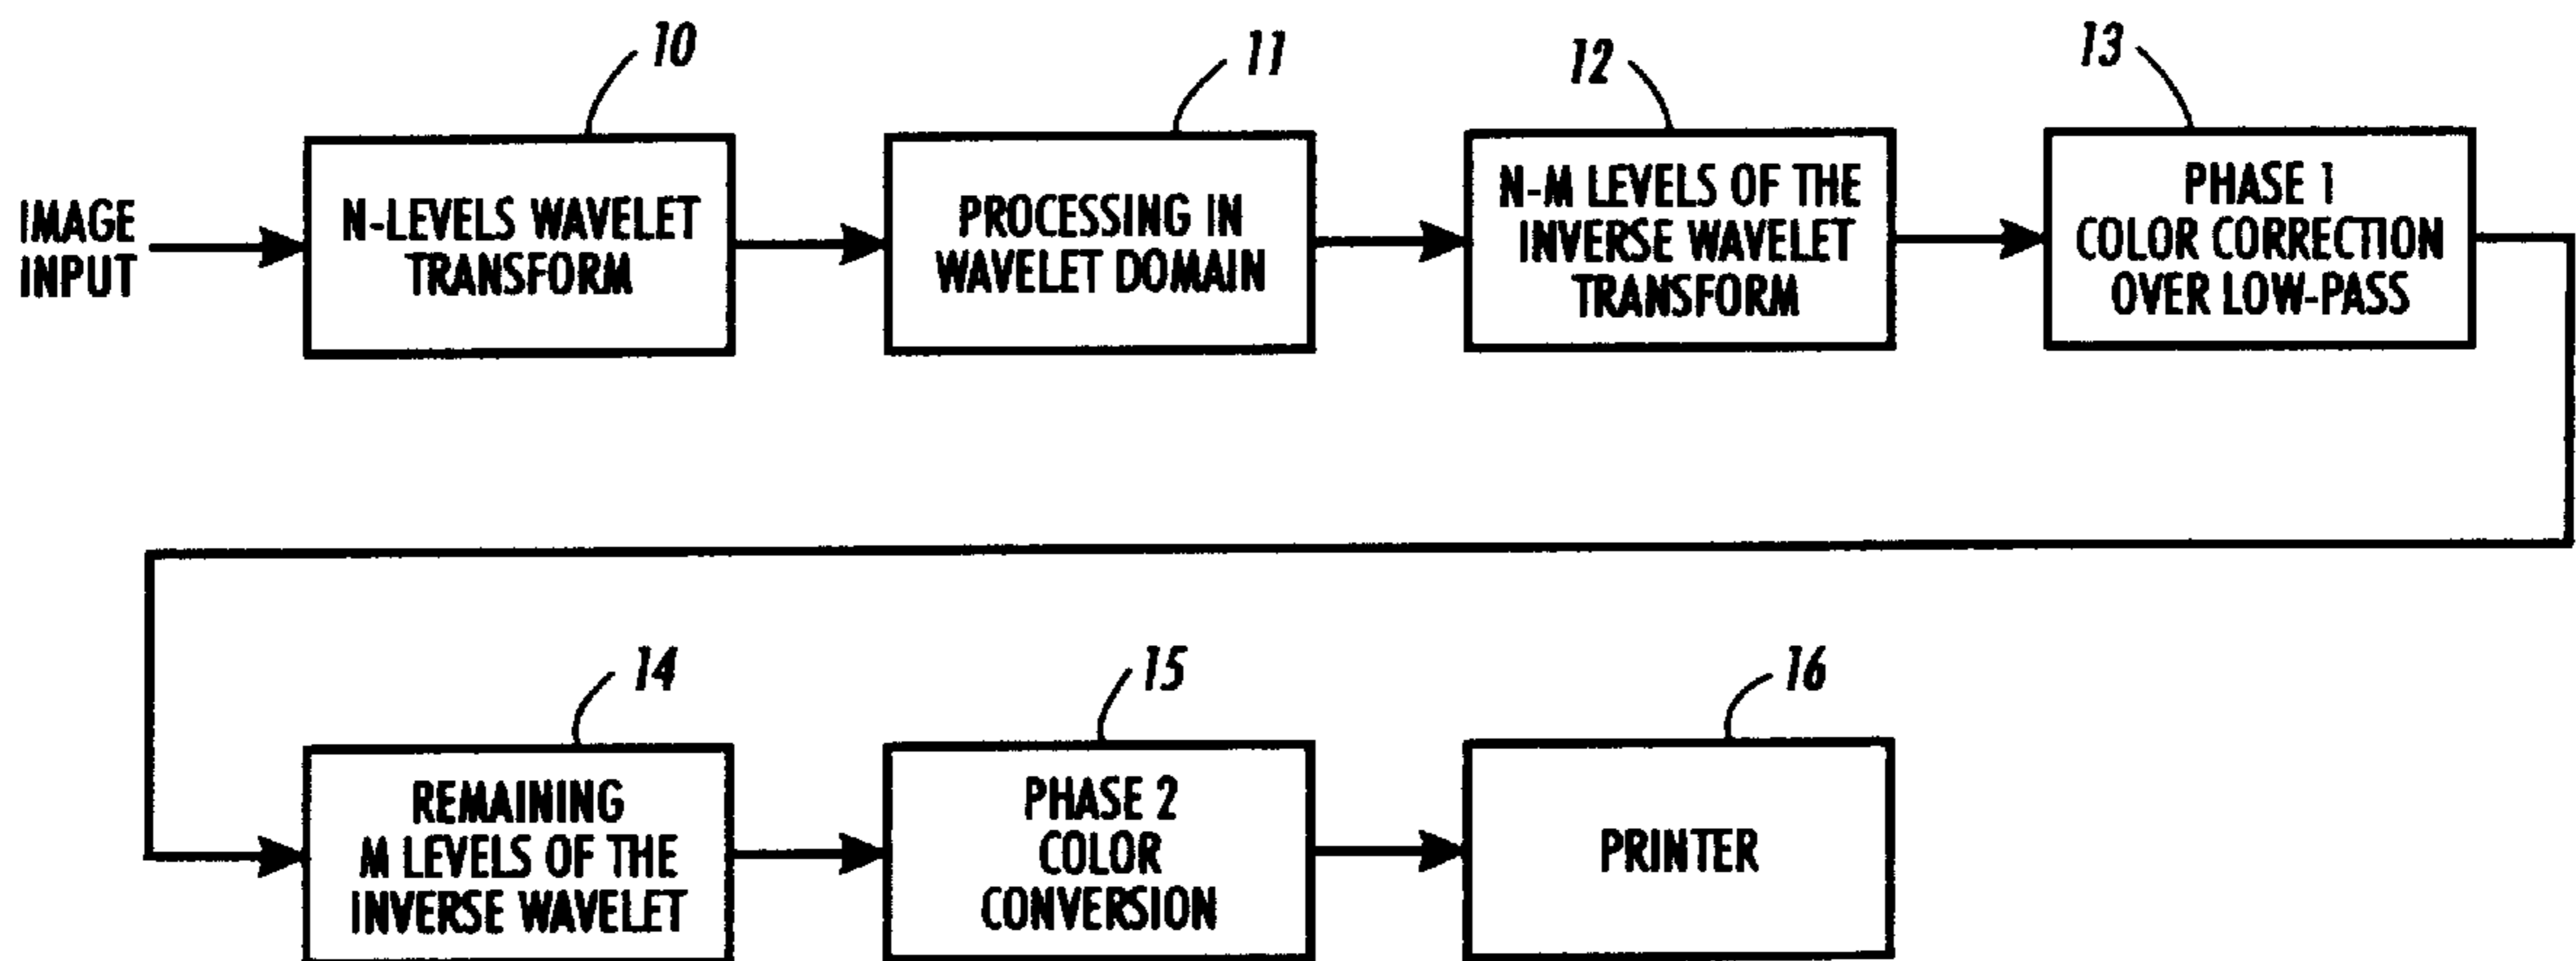 10
11
12
13
IMAGE
INPUT
N-LEVELS WAVELET
TRANSFORM
PROCESSING IN
WAVELET DOMAIN
N-M LEVELS OF THE
INVERSE WAVELET
TRANSFORM
PHASE 1
COLOR CORRECTION
OVER LOW-PASS
14
15
16
REMAINING
M LEVELS OF THE
INVERSE WAVELET
PHASE 2
COLOR
CONVERSION
PRINTER